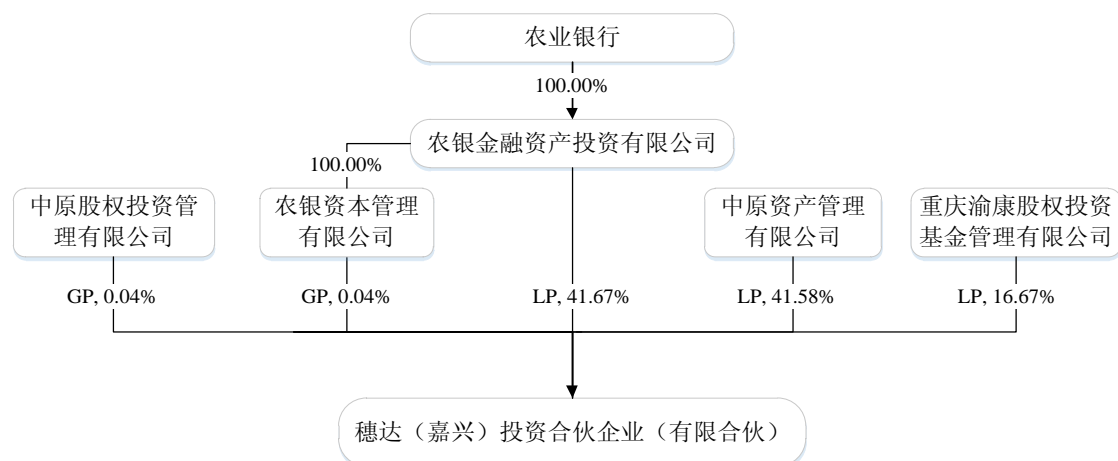 农业银行
100.00%
农银金融资产投资有限公司
100.00%
中原股权投资管
理有限公司
农银资本管理
有限公司
中原资产管理
有限公司
重庆渝康股权投资
基金管理有限公司
GP, 0.04%
GP, 0.04%
LP, 41.67%
LP, 41.58%
LP, 16.67%
穗达（嘉兴）投资合伙企业（有限合伙）